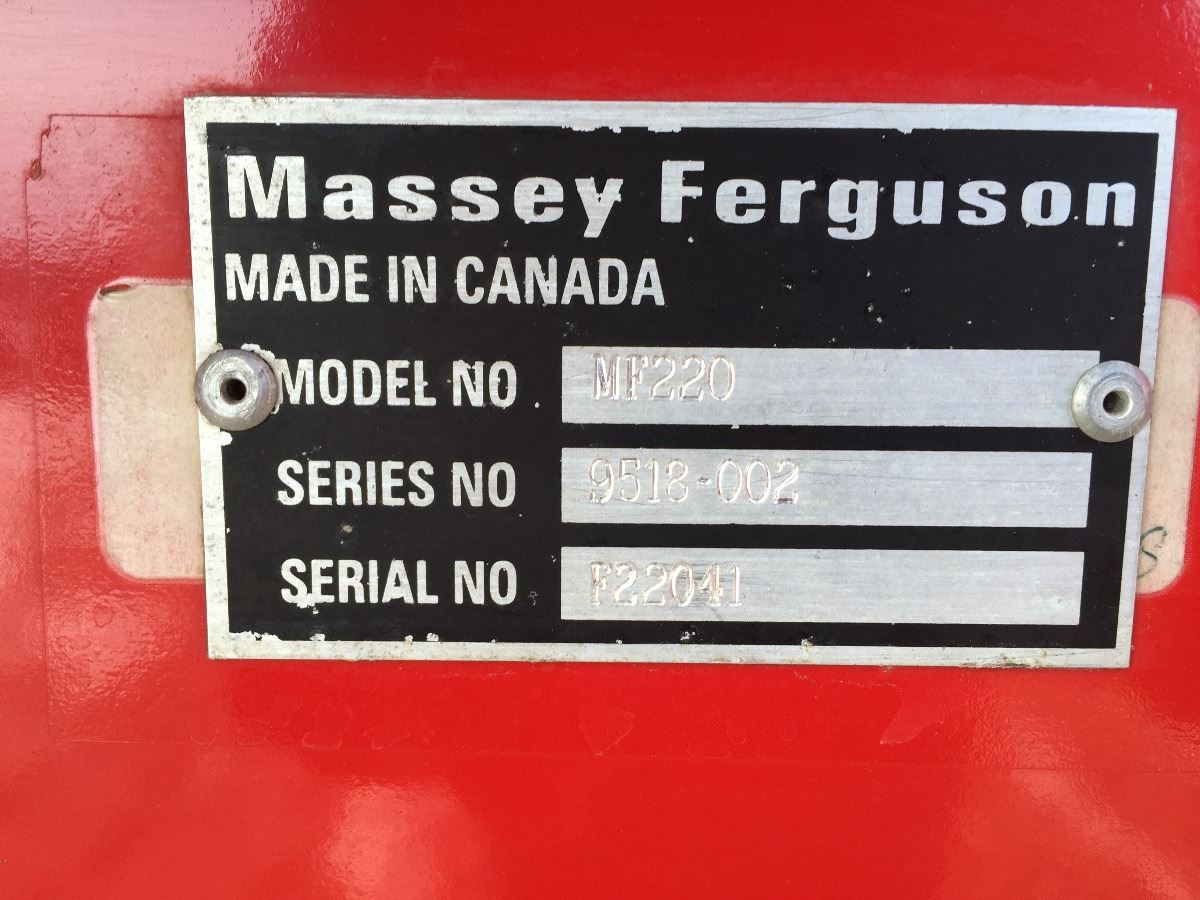 Massey Ferguson
MADE IN CANADA
MODEL NO MF220
SERIES NO 9518-002
SERIAL NO F22041
S